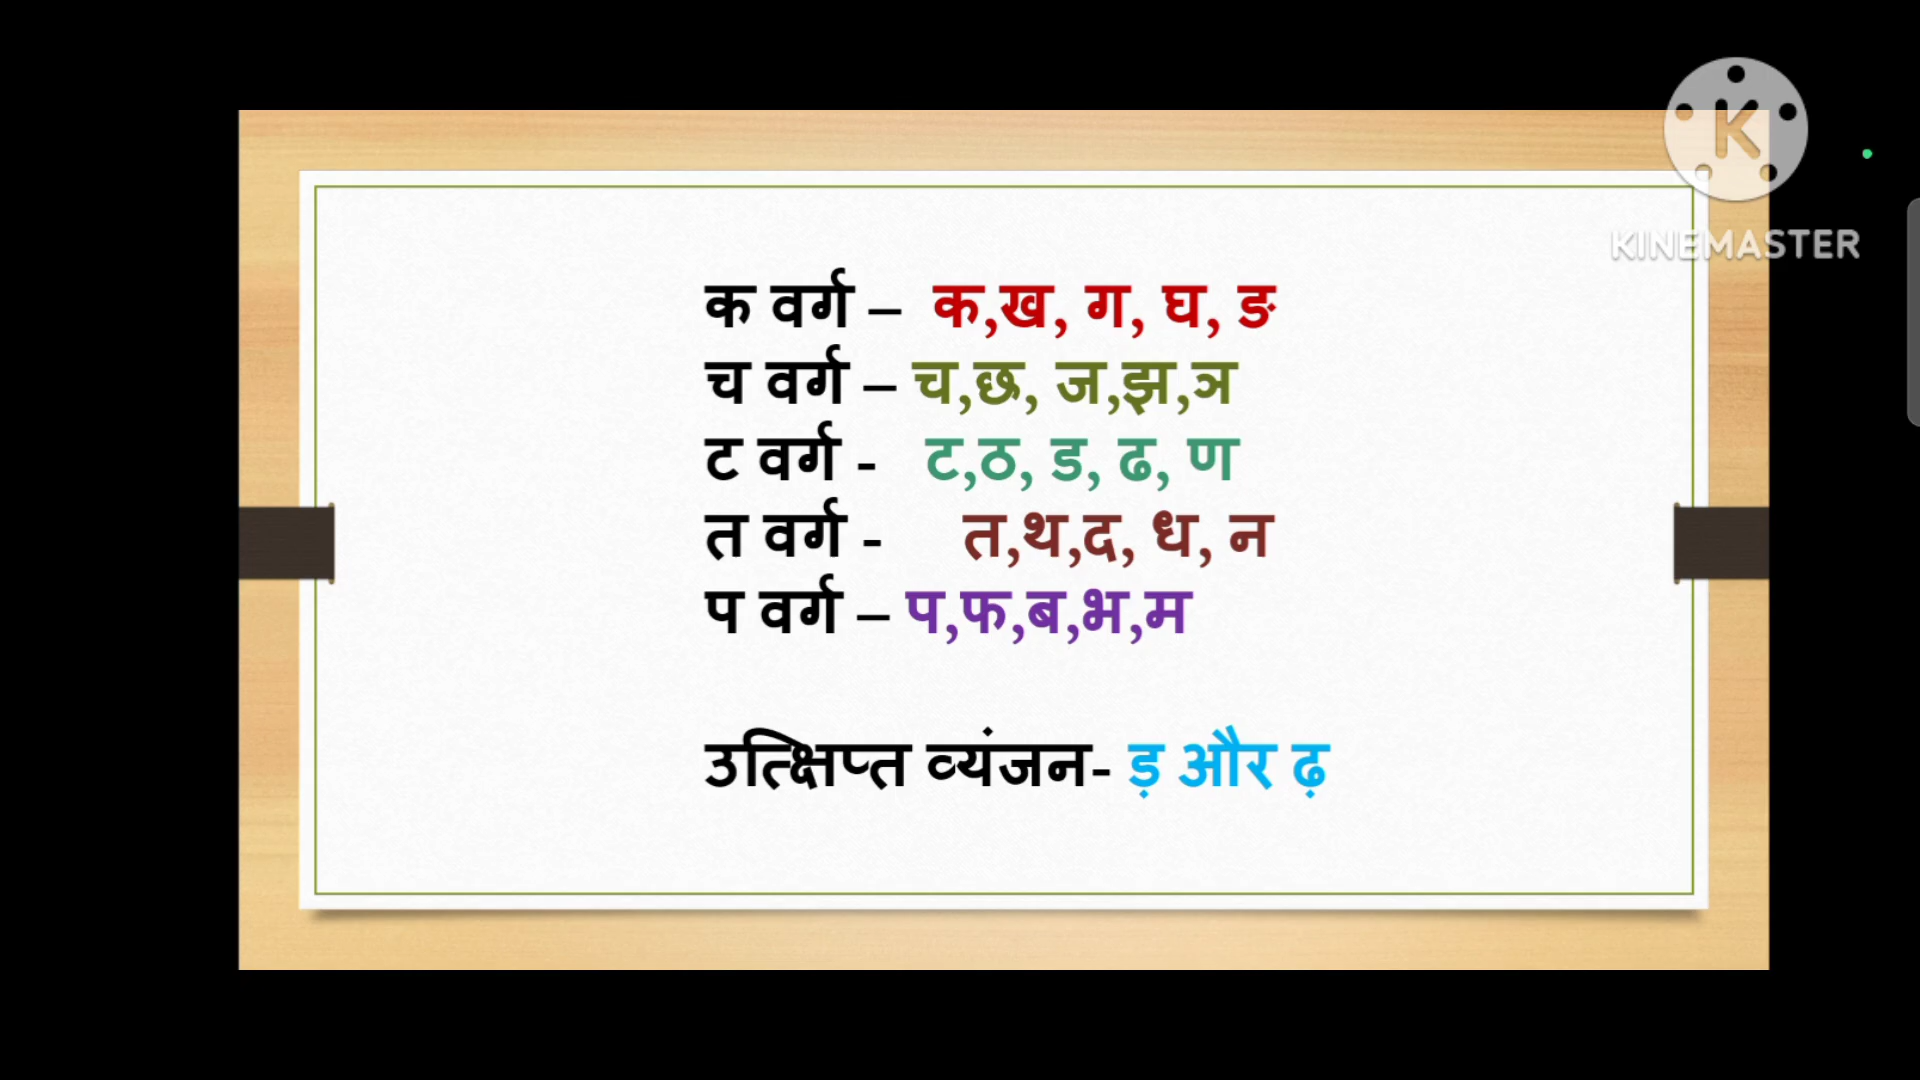 K
KINEMASTER
क वर्ग – क,ख, ग, घ, ङ
च वर्ग – च,छ, ज,झ,ञ
ट वर्ग - ट,ठ, ड, ढ, ण
त वर्ग - त,थ,द, ध, न
प वर्ग – प,फ,ब,भ,म
उत्क्षिप्त व्यंजन- ड़ और ढ़